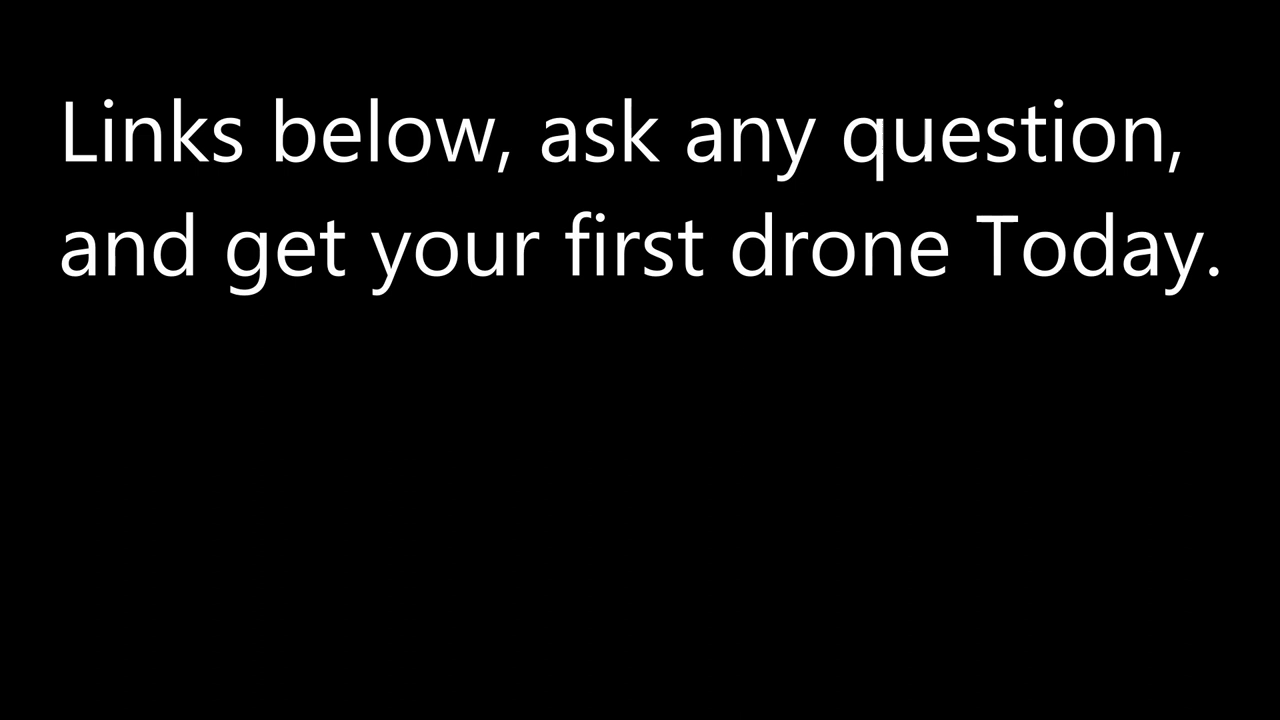 Links below, ask any question,
and get your first drone Today.